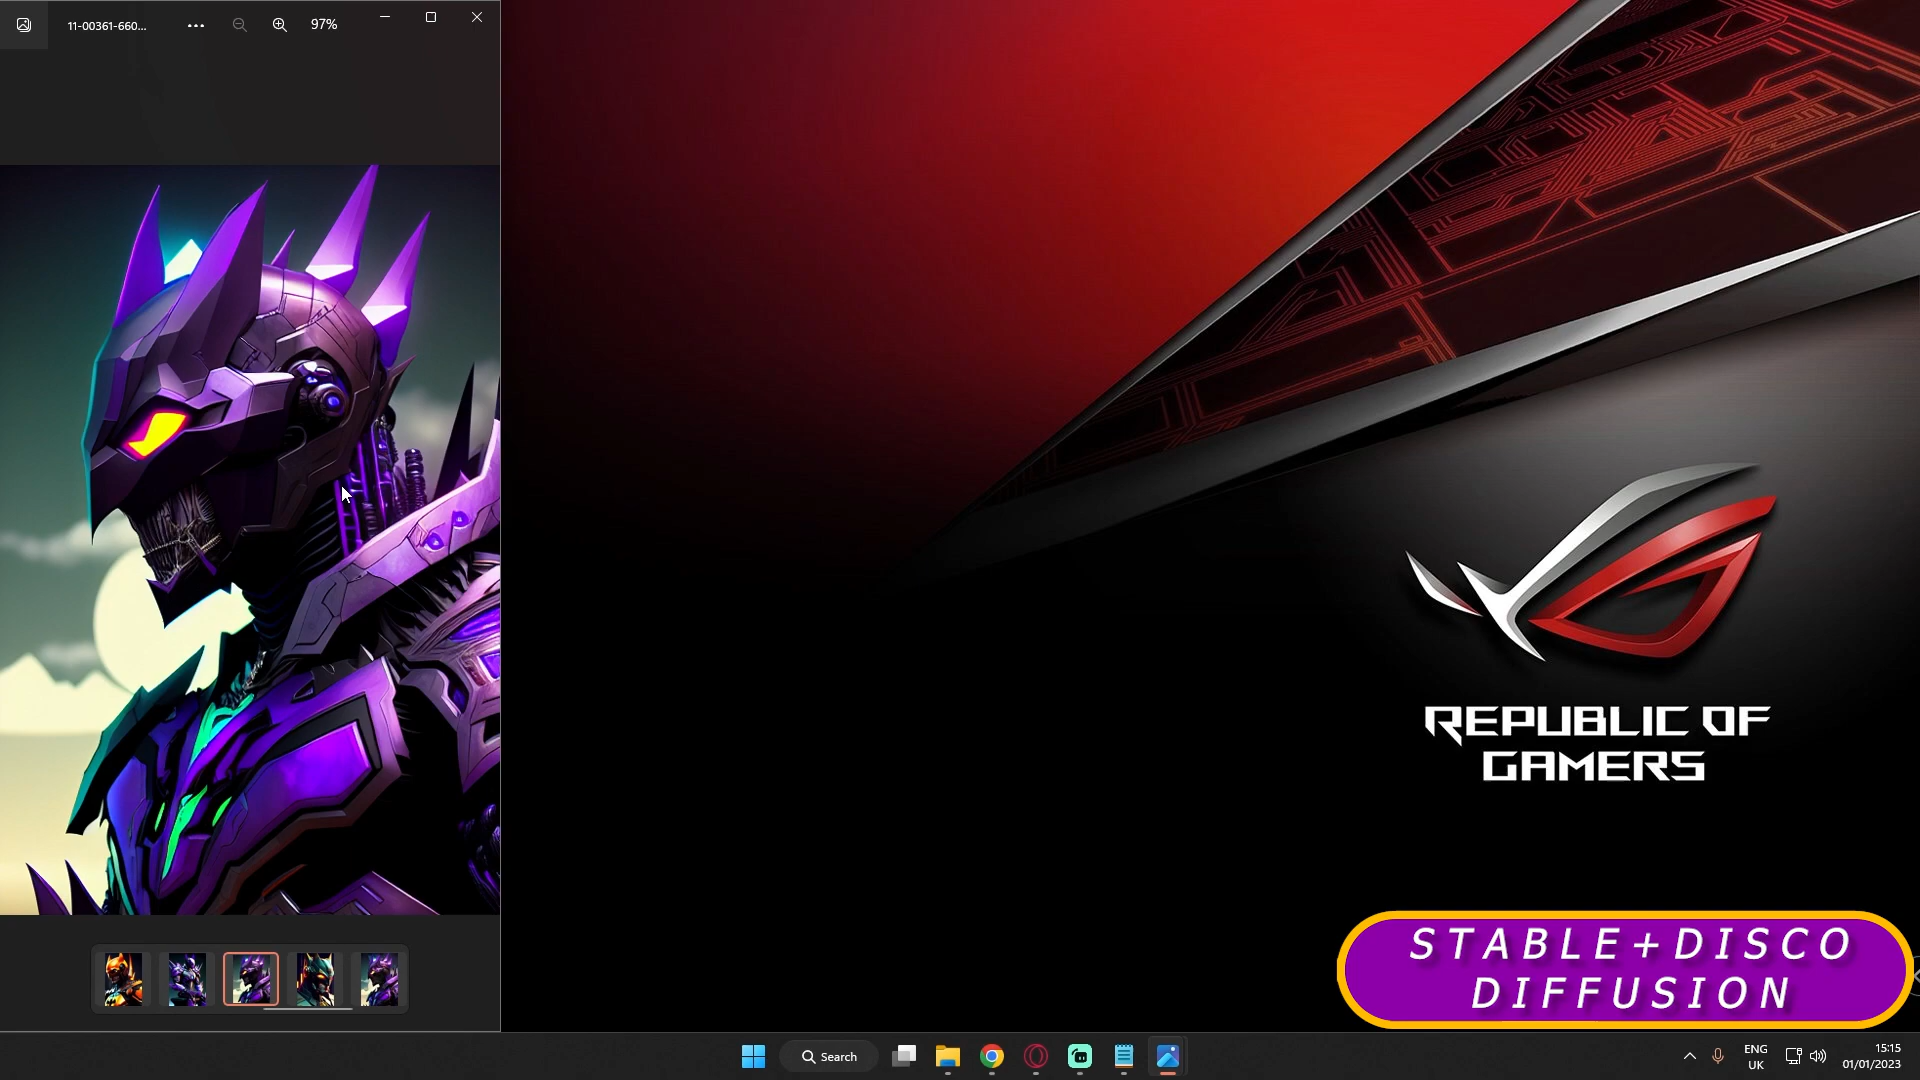 11-00361-660...
97%
REPUBLIC OF
GAMERS
STABLE+DISCO
DIFFUSION
Search
ENG
UK
15:15
01/01/2023